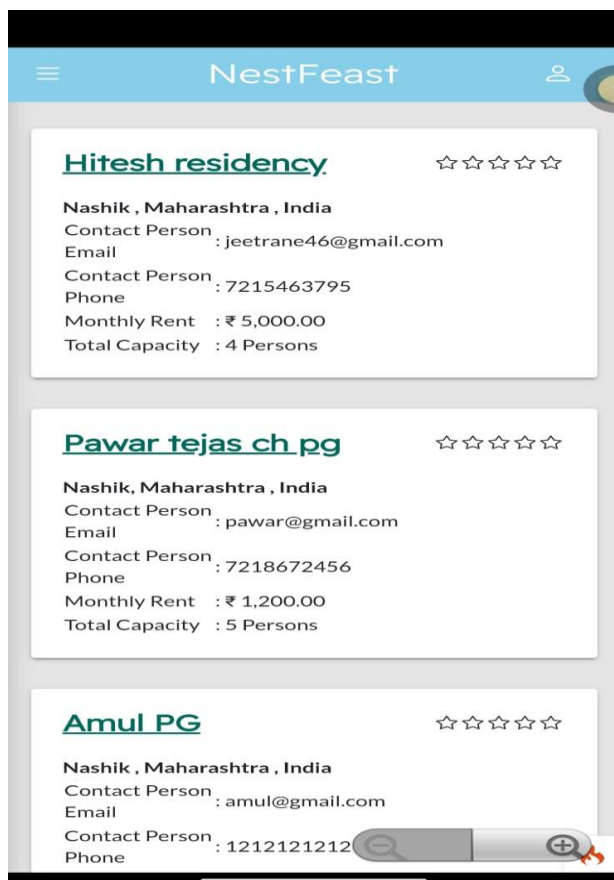 NestFeast
Hitesh residency
Nashik , Maharashtra , India
Contact Person Email : jeetrane46@gmail.com
Contact Person Phone : 7215463795
Monthly Rent : ₹ 5,000.00
Total Capacity : 4 Persons
Pawar tejas ch pg
Nashik, Maharashtra , India
Contact Person Email : pawar@gmail.com
Contact Person Phone : 7218672456
Monthly Rent : ₹ 1,200.00
Total Capacity : 5 Persons
Amul PG
Nashik , Maharashtra , India
Contact Person Email : amul@gmail.com
Contact Person Phone : 1212121212